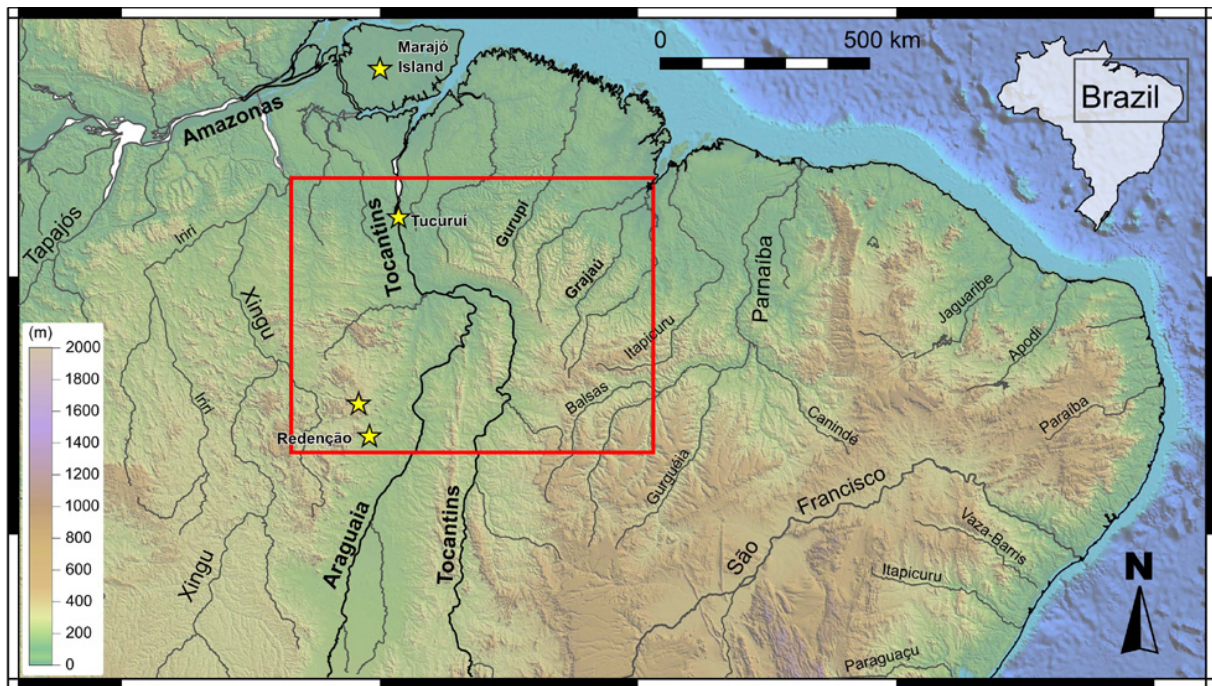 Marajó
Island
0 500 km
Brazil
Amazonas
Tapajós
Iriri
Xingu
Tocantins
Tucuruí
Gurupi
Grajaú
Itapicuru
Balsas
Parnaíba
Jaguaribe
Apodi
Paraíba
Canindé
Gurguéia
Redenção
Iriri
Xingu
Araguaia
Tocantins
São
Francisco
Vaza-Barris
Itapicuru
Paraguaçu
N
(m)
2000
1800
1600
1400
1200
1000
800
600
400
200
0